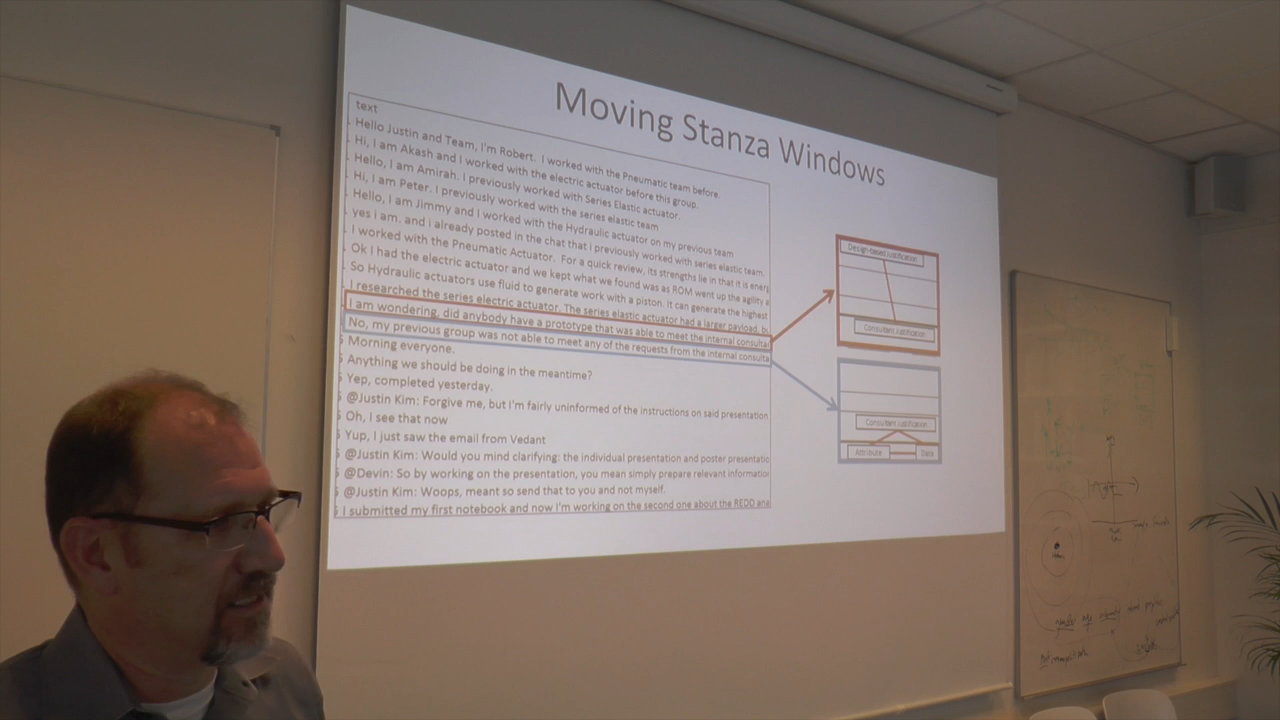 Moving Stanza Windows
text
Hello Justin and Team, I'm Robert. I worked with the Pneumatic team before.
Hi, I am Akash and I worked with the electric actuator before this group.
Hello, I am Amirah. I previously worked with Series Elastic actuator.
Hi, I am Peter. I previously worked with the series elastic team
Hello, I am Jimmy and I worked with the Hydraulic actuator on my previous team
yes i am. and i already posted in the chat that i previously worked with series elastic team.
I worked with the Pneumatic Actuator. For a quick review, its strengths lie in that it is energ
Ok I had the electric actuator and we kept what we found was as ROM went up the agility a
So Hydraulic actuators use fluid to generate work with a piston. It can generate the highest
I researched the series electric actuator. The series elastic actuator had a larger payload, bu
I am wondering, did anybody have a prototype that was able to meet the internal consultan
No, my previous group was not able to meet any of the requests from the internal consulta
Morning everyone.
Anything we should be doing in the meantime?
Yep, completed yesterday.
@Justin Kim: Forgive me, but I'm fairly uninformed of the instructions on said presentation
Oh, I see that now
Yup, I just saw the email from Vedant
@Justin Kim: Would you mind clarifying: the individual presentation and poster presentatio
@Devin: So by working on the presentation, you mean simply prepare relevant information
@Justin Kim: Woops, meant so send that to you and not myself.
I submitted my first notebook and now I'm working on the second one about the REDD ana
Design-based Justification
Consultant Justification
Consultant Justification
Attribute
Data